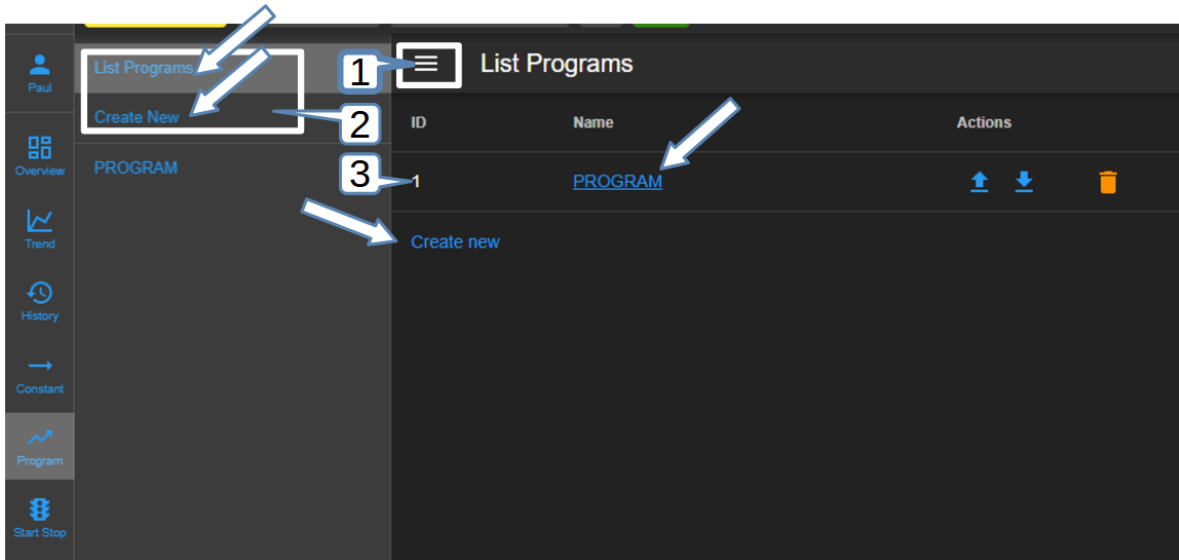 Paul
Overview
Trend
History
Constant
Program
Start Stop
List Programs
Create New
PROGRAM
1
2
3
List Programs
ID Name Actions
1 PROGRAM
Create new